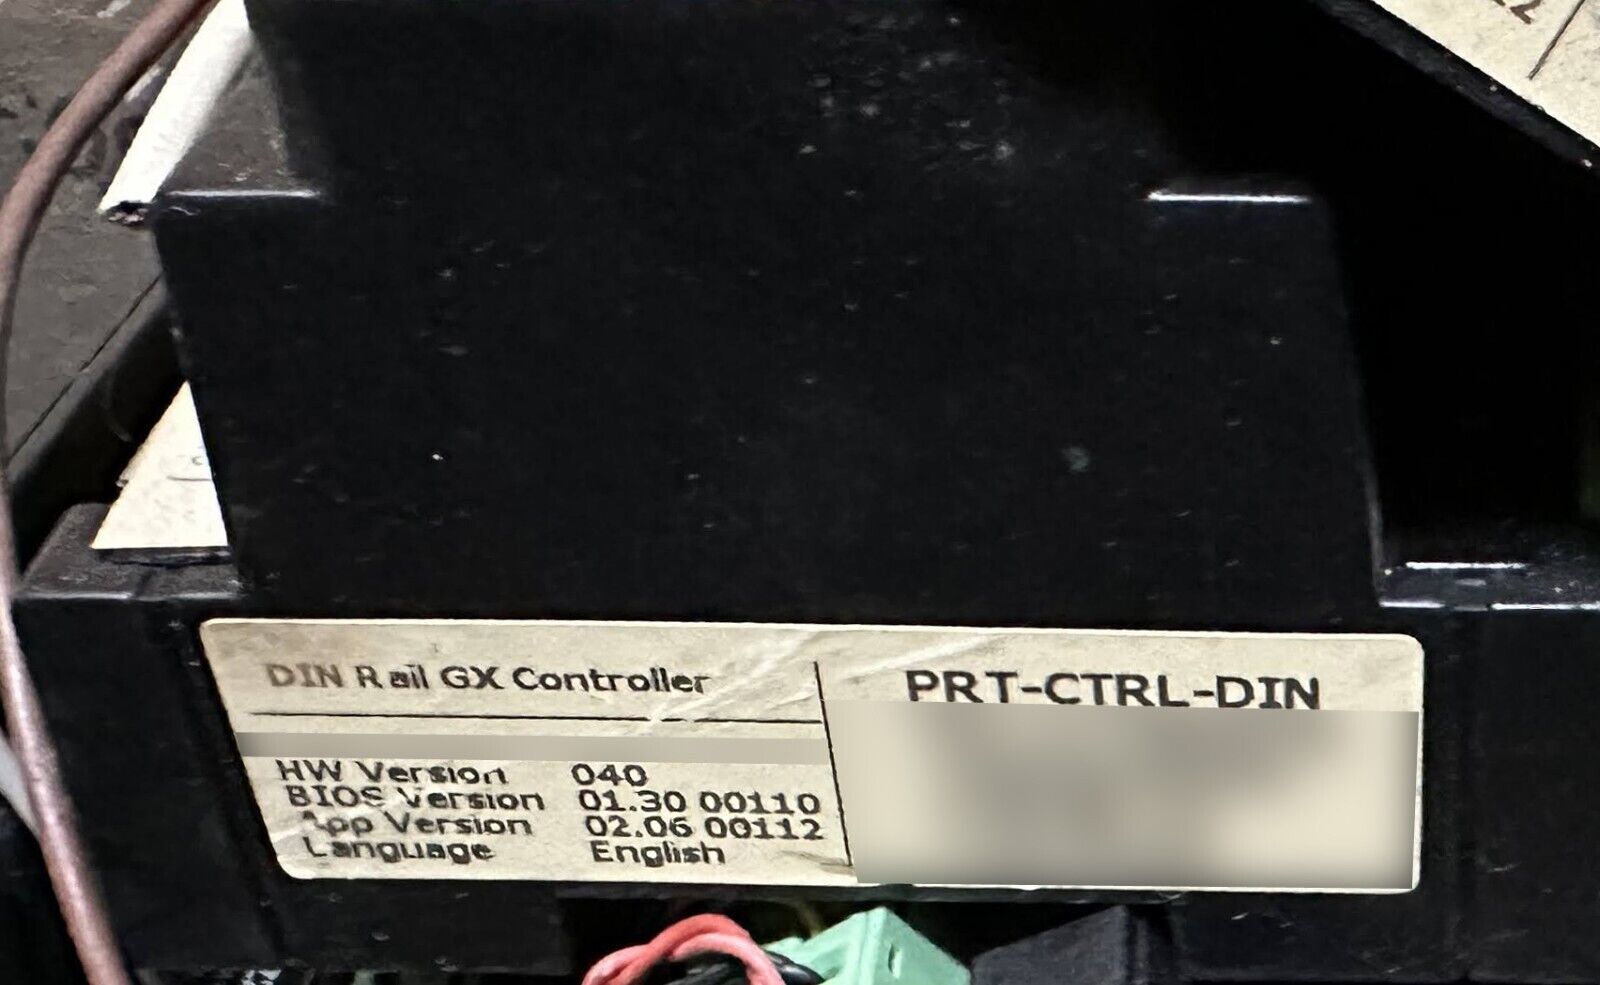 DIN Rail GX Controller
PRT-CTRL-DIN
HW Version 040
BIOS Version 01.30 00110
App Version 02.06 00112
Language English